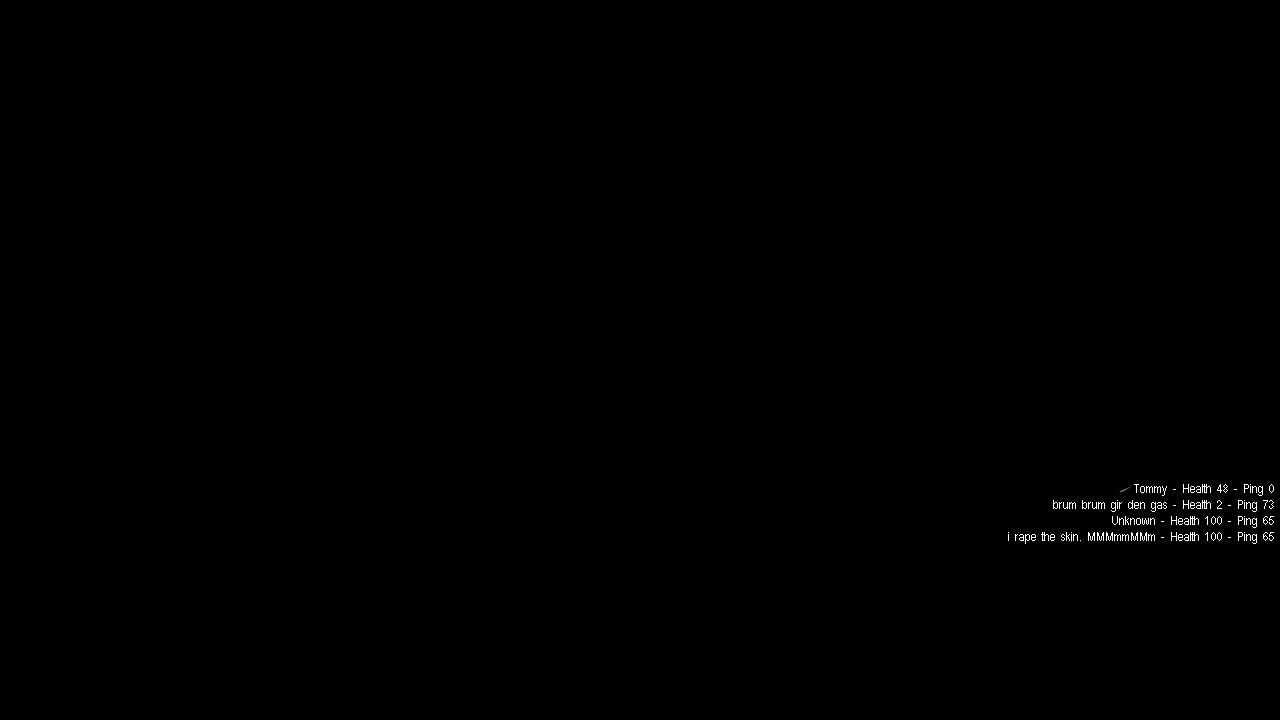 Tommy - Health 48 - Ping 0
brum brum gir den gas - Health 2 - Ping 73
Unknown - Health 100 - Ping 65
i rape the skin. MMMmmMMm - Health 100 - Ping 65